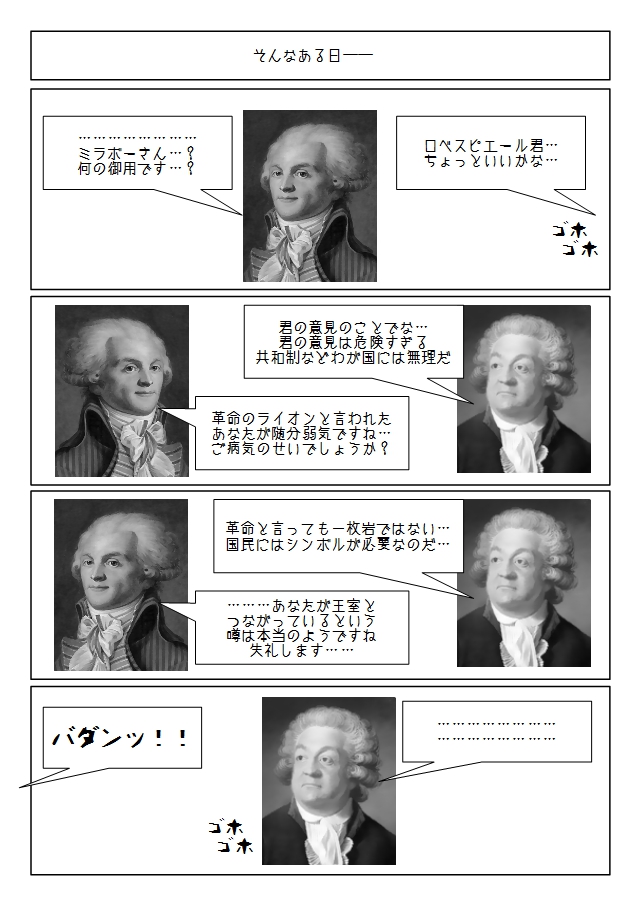 そんなある日――
ロベスピエール君…
ちょっといいかな…
ゴホ
ゴホ
……………………
ミラボーさん…？
何の御用です…？
君の意見のことでな…
君の意見は危険すぎる
共和制などわが国には無理だ
革命のライオンと言われた
あなたが随分弱気ですね…
ご病気のせいでしょうか？
革命と言っても一枚岩ではない…
国民にはシンボルが必要なのだ…
………あなたが王室と
つながっているという
噂は本当のようですね
失礼します……
……………………
……………………
バダンッ！！
ゴホ
ゴホ